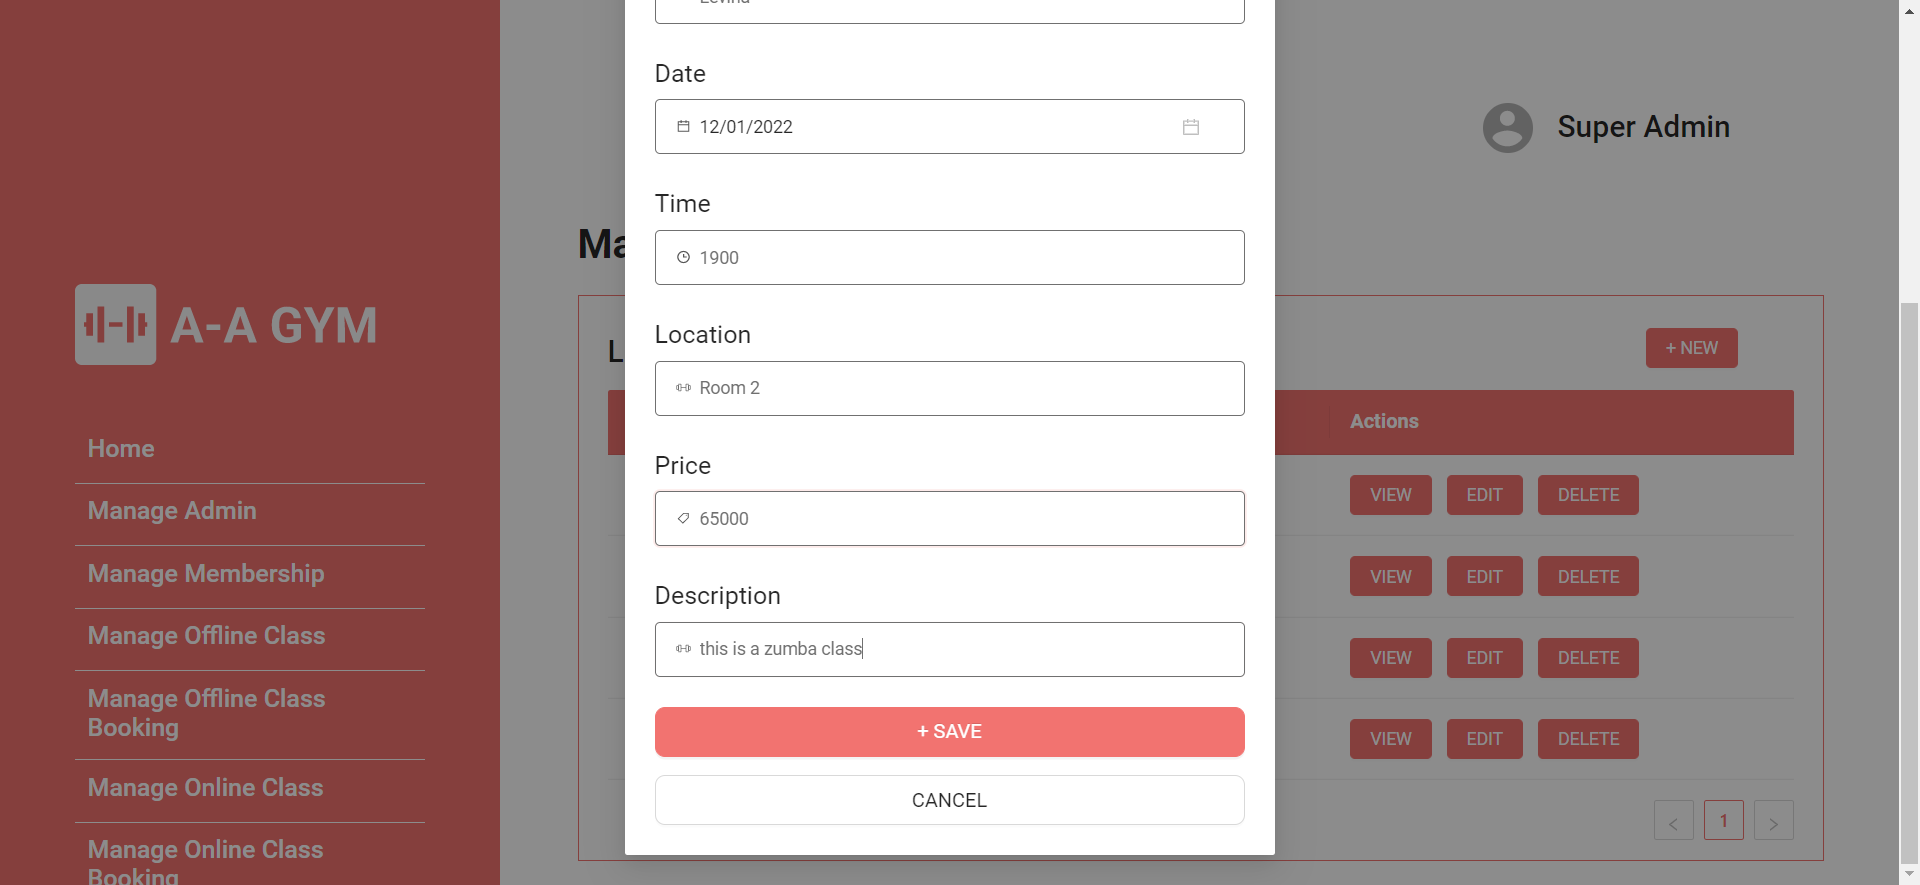 A-A GYM
Home
Manage Admin
Manage Membership
Manage Offline Class
Manage Offline Class
Booking
Manage Online Class
Manage Online Class
Booking
Super Admin
Ma
L
+ NEW
Actions
VIEW EDIT DELETE
VIEW EDIT DELETE
VIEW EDIT DELETE
VIEW EDIT DELETE
< 1 >
Date
12/01/2022
Time
1900
Location
Room 2
Price
65000
Description
this is a zumba class
+ SAVE
CANCEL